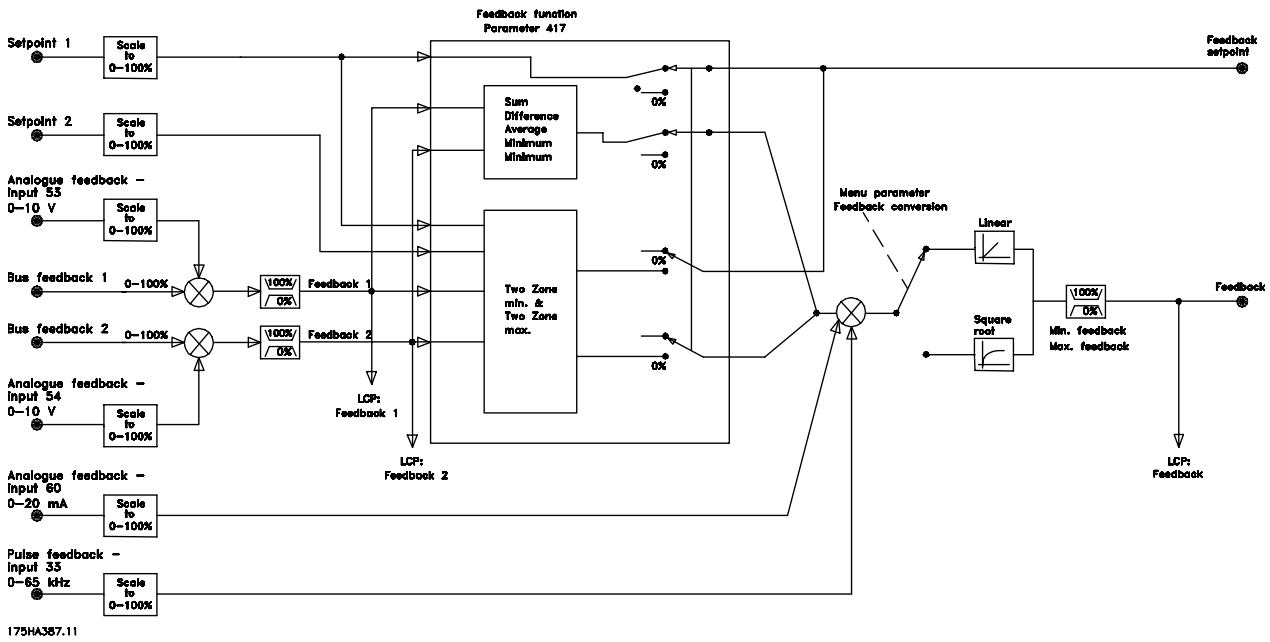 Feedback function
Parameter 417
Setpoint 1
Scale
to
0-100%
Feedback
setpoint
0%
Sum
Difference
Average
Minimum
Minimum
Setpoint 2
Scale
to
0-100%
0%
Analogue feedback -
input 53
0-10 V
Scale
to
0-100%
Menu parameter
Feedback conversion
Linear
0%
Bus feedback 1
0-100%
100%
0%
Feedback 1
Two Zone
min. &
Two Zone
max.
100%
0%
Feedback
Min. feedback
Max. feedback
Square
root
Bus feedback 2
0-100%
100%
0%
Feedback 2
0%
Analogue feedback -
input 54
0-10 V
Scale
to
0-100%
LCP:
Feedback 1
LCP:
Feedback 2
LCP:
Feedback
Analogue feedback -
input 60
0-20 mA
Scale
to
0-100%
Pulse feedback -
input 33
0-65 kHz
Scale
to
0-100%
175HA387.11